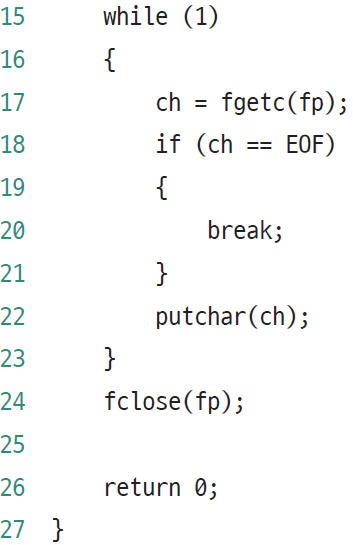 15      while (1)
16      {
17          ch = fgetc(fp);
18          if (ch == EOF)
19          {
20              break;
21          }
22          putchar(ch);
23      }
24      fclose(fp);
25
26      return 0;
27  }